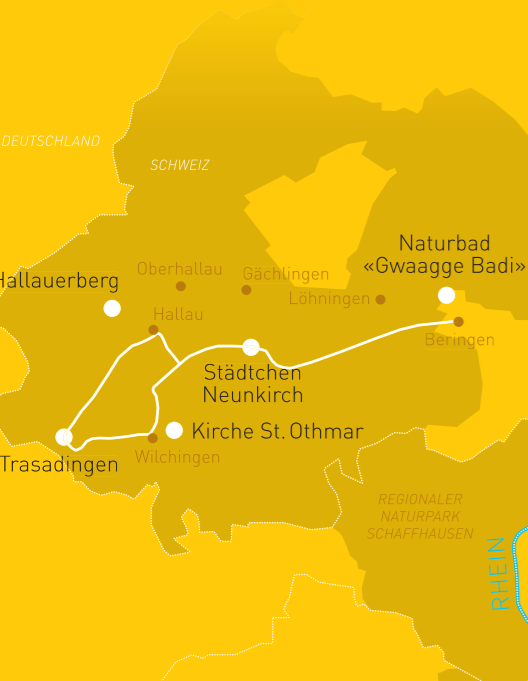 DEUTSCHLAND
SCHWEIZ
Naturbad
«Gwaagge Badi»
Oberhallau
Gächlingen
Hallauerberg
Löhningen
Hallau
Beringen
Städtchen
Neunkirch
Kirche St. Othmar
Wilchingen
Trasadingen
REGIONALER
NATURPARK
SCHAFFHAUSEN
RHEIN